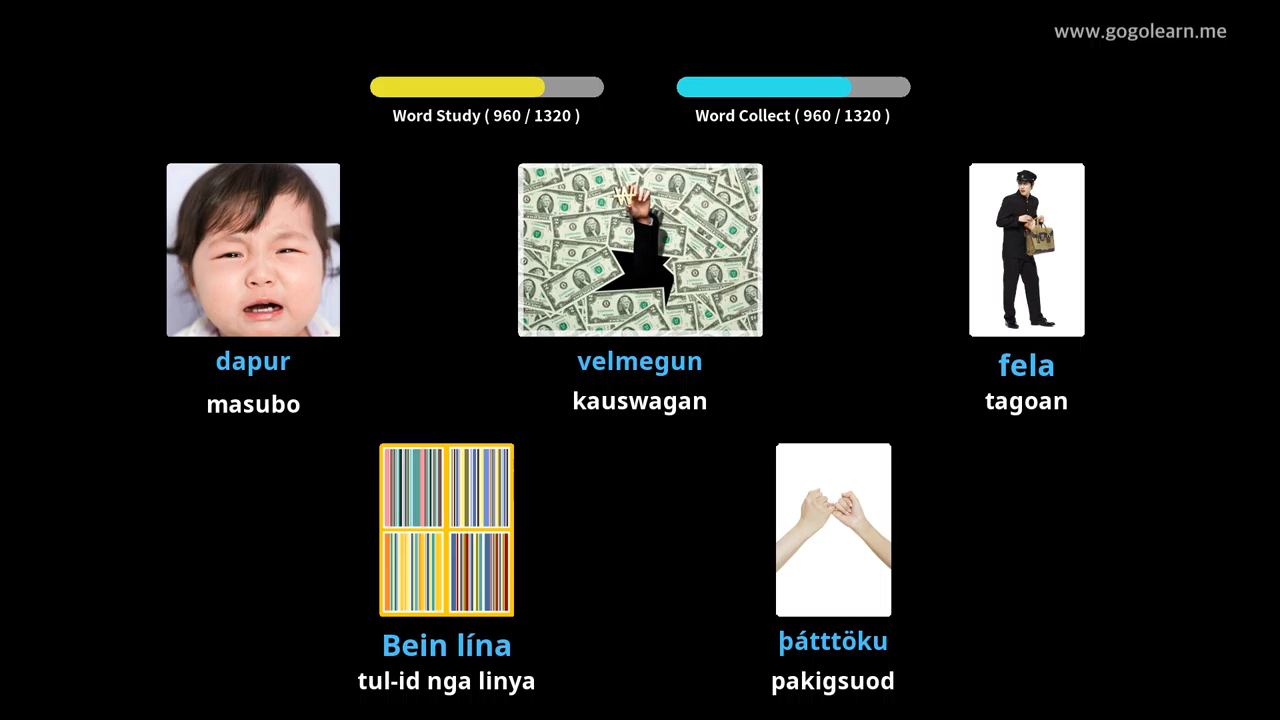 www.gogolearn.me
Word Study ( 960 / 1320 )
Word Collect ( 960 / 1320 )
dapur
masubo
velmegun
kauswagan
fela
tagoan
Bein lína
tul-id nga linya
þátttöku
pakigsuod